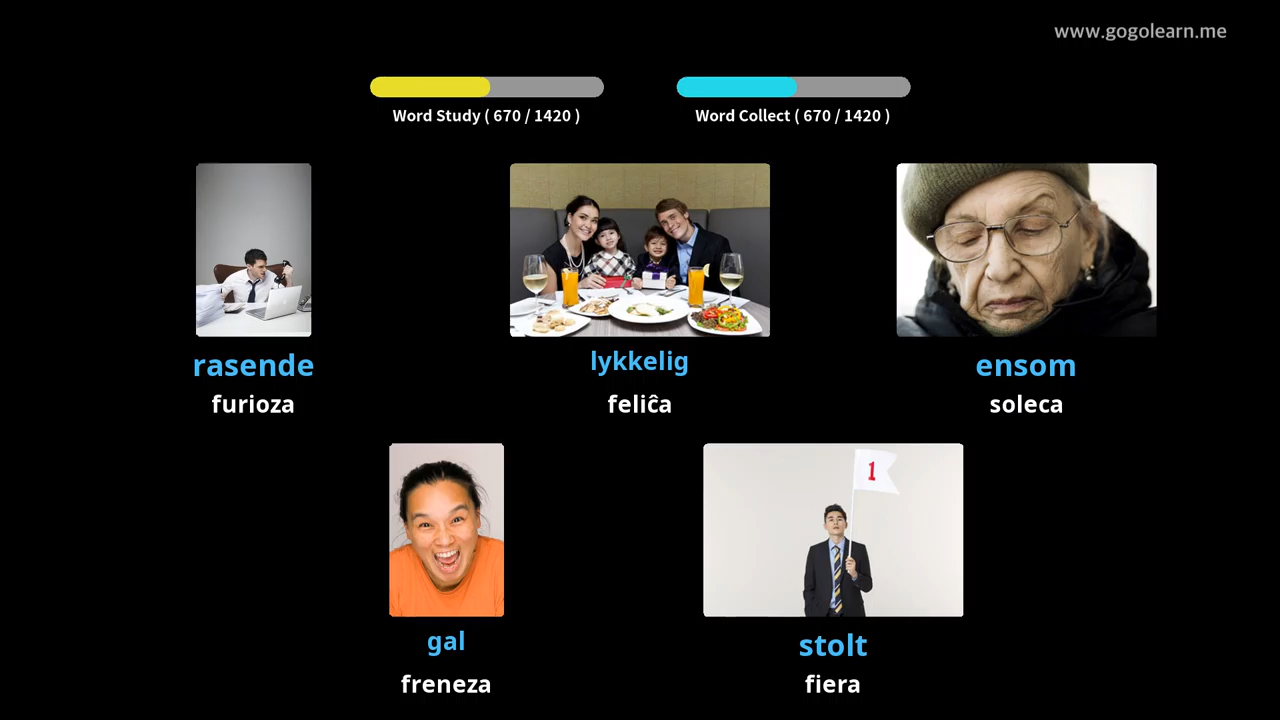 www.gogolearn.me
Word Study ( 670 / 1420 )
Word Collect ( 670 / 1420 )
rasende
furioza
lykkelig
feliĉa
ensom
soleca
1
gal
freneza
stolt
fiera